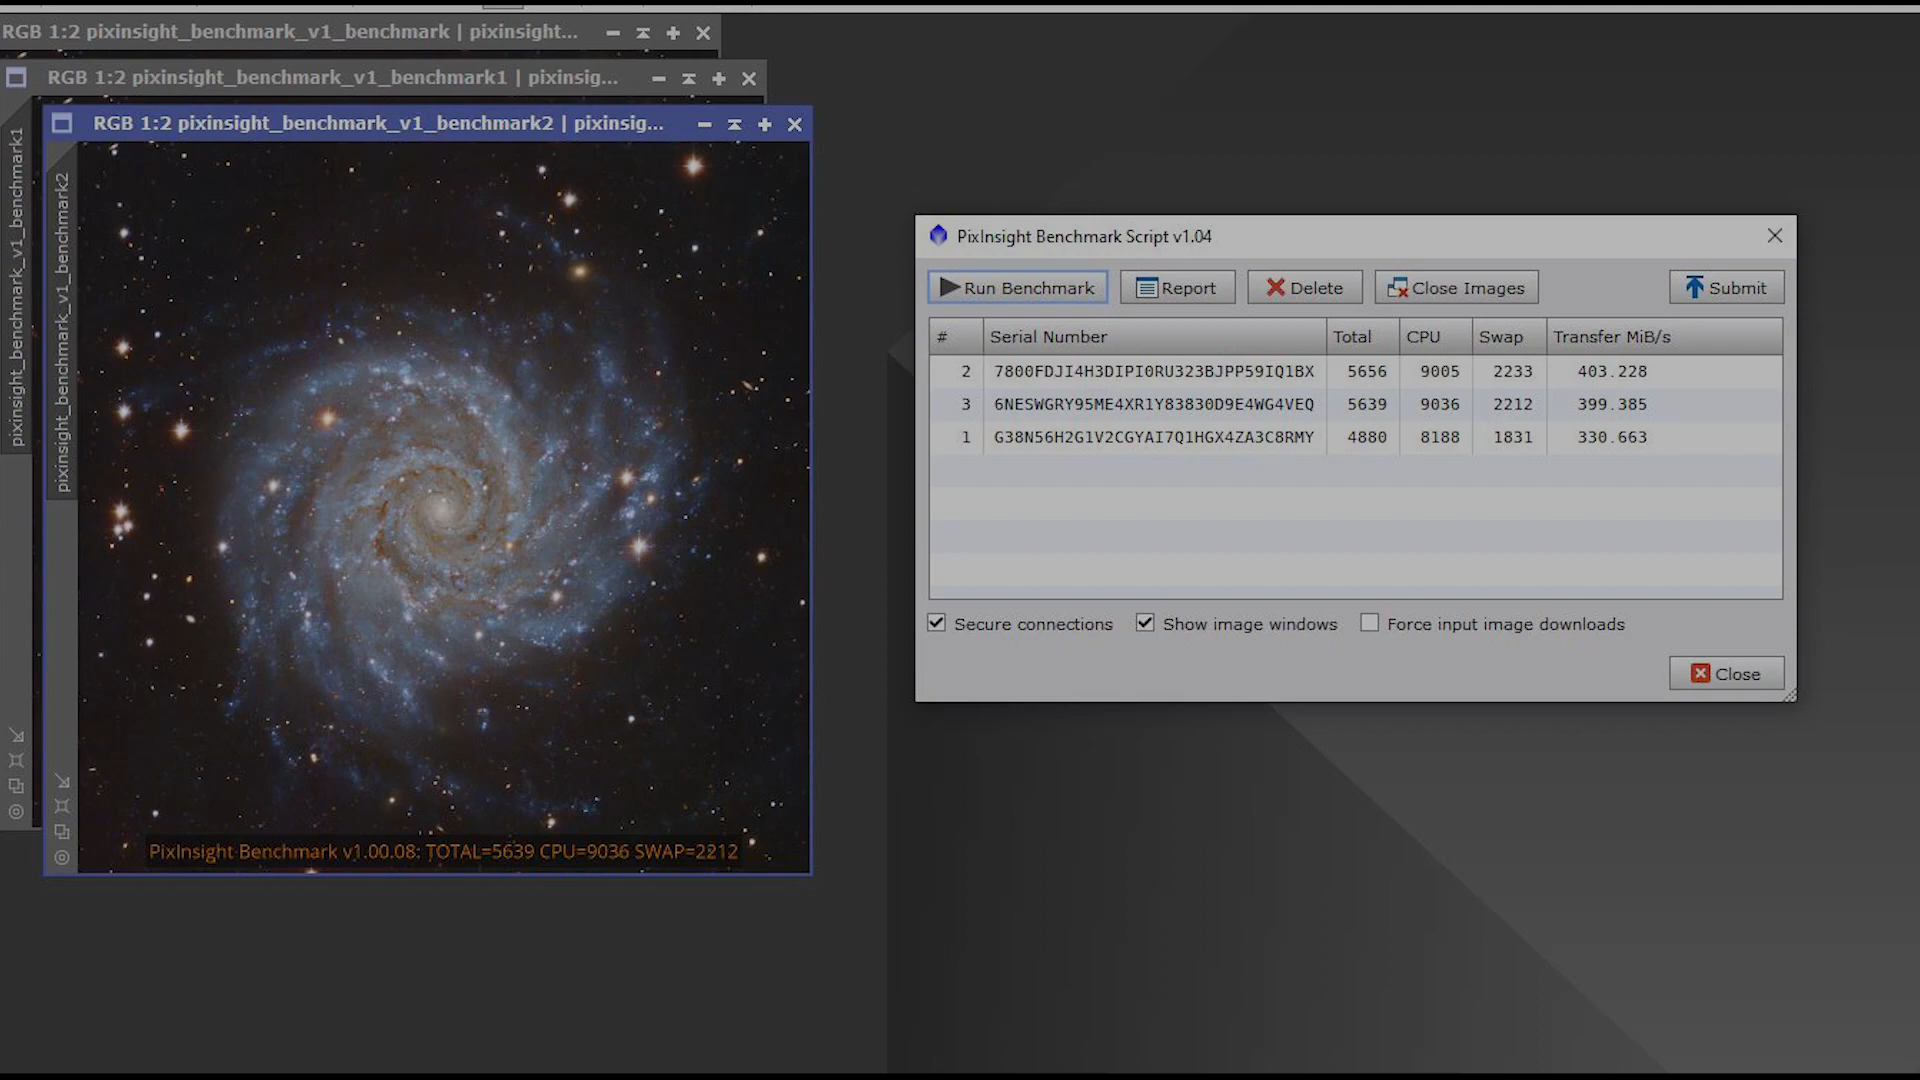 RGB 1:2 pixinsight_benchmark_v1_benchmark | pixinsight...
RGB 1:2 pixinsight_benchmark_v1_benchmark1 | pixinsig...
RGB 1:2 pixinsight_benchmark_v1_benchmark2 | pixinsig...
pixinsight_benchmark_v1_benchmark1
pixinsight_benchmark_v1_benchmark2
PixInsight Benchmark v1.00.08: TOTAL=5639 CPU=9036 SWAP=2212
PixInsight Benchmark Script v1.04
Run Benchmark Report Delete Close Images Submit
# Serial Number Total CPU Swap Transfer MiB/s
2 7800FDJI4H3DIPI0RU323BJPP59IQ1BX 5656 9005 2233 403.228
3 6NESWGRY95ME4XR1Y83830D9E4WG4VEQ 5639 9036 2212 399.385
1 G38N56H2G1V2CGYAI7Q1HGX4ZA3C8RMY 4880 8188 1831 330.663
Secure connections Show image windows Force input image downloads
Close